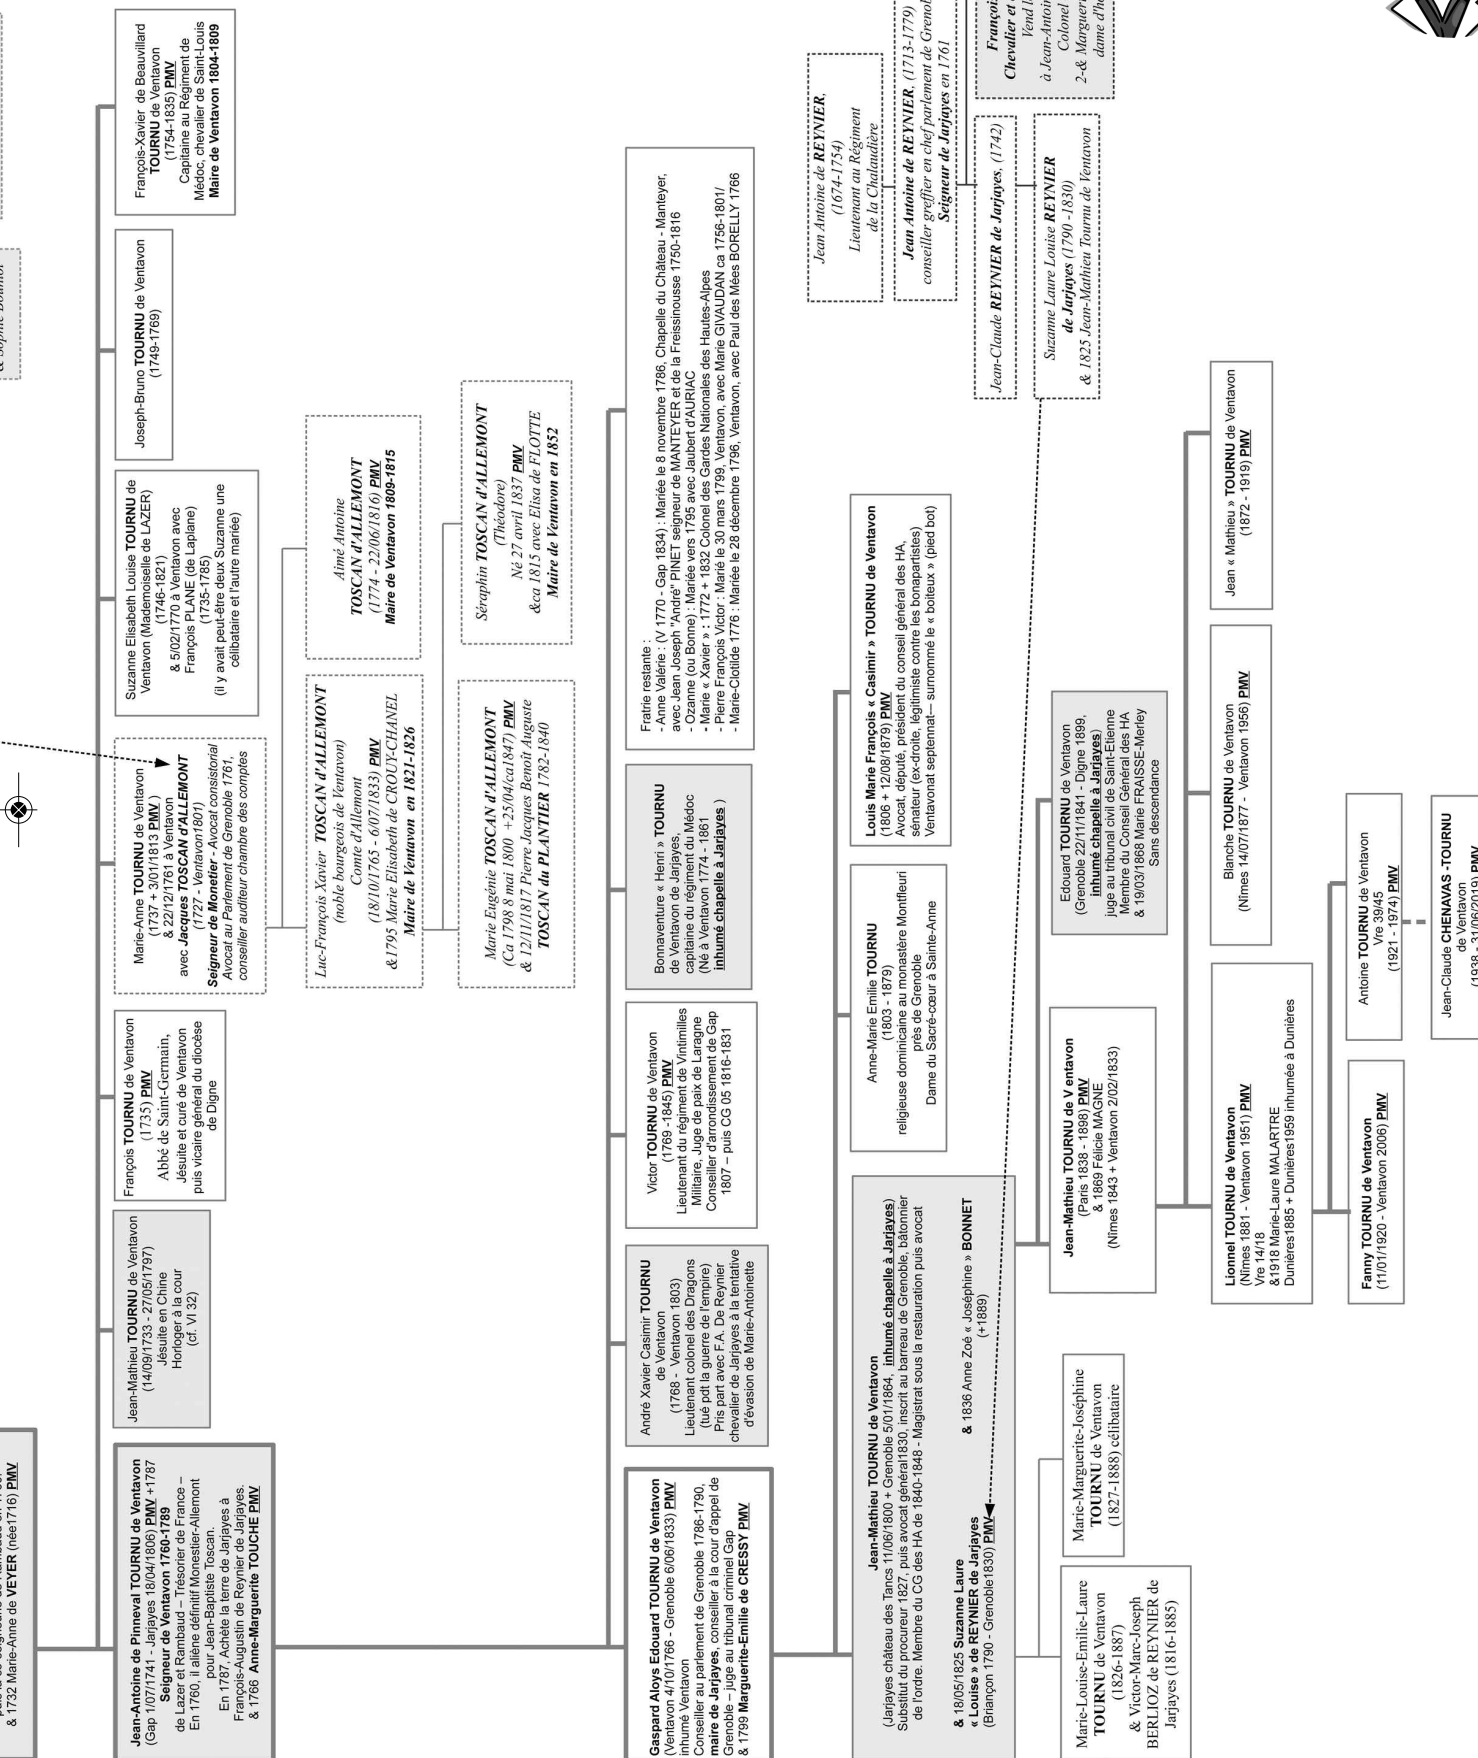 puis la co-seigneurie de Rambaud en 1753.
& 1732 Marie-Anne de VEYER (née1716) PMV
& Sophie Doumol
Jean-Antoine de Pinneval TOURNU de Ventavon
(Gap 1/07/1741 - Jarjayes 18/04/1806) PMV +1787
Seigneur de Ventavon 1760-1789
de Lazer et Rambaud – Trésorier de France –
En 1760, il aliène définitif Monestier-Allemont
pour Jean-Baptiste Toscan.
En 1787, Achète la terre de Jarjayes à
François-Augustin de Reynier de Jarjayes.
& 1766 Anne-Marguerite TOUCHE PMV
Jean-Mathieu TOURNU de Ventavon
(14/09/1733 - 27/05/1797)
Jésuite en Chine
Horloger à la cour
(cf. VI 32)
François TOURNU de Ventavon
(1735) PMV
Abbé de Saint-Germain,
Jésuite et curé de Ventavon
puis vicaire général du diocèse
de Digne
Marie-Anne TOURNU de Ventavon
(1737 + 3/01/1813 PMV )
& 22/12/1761 à Ventavon
avec Jacques TOSCAN d'ALLEMONT
(1727 - Ventavon1801)
Seigneur de Monetier - Avocat consistorial
Avocat au Parlement de Grenoble 1761,
conseiller auditeur chambre des comptes
Suzanne Elisabeth Louise TOURNU de
Ventavon (Mademoiselle de LAZER)
(1746-1821)
& 5/02/1770 à Ventavon avec
François PLANE (de Laplane)
(1735-1785)
(il y avait peut-être deux Suzanne une
célibataire et l'autre mariée)
Joseph-Bruno TOURNU de Ventavon
(1749-1769)
François-Xavier de Beauvillard
TOURNU de Ventavon
(1754-1835) PMV
Capitaine au Régiment de
Médoc, chevalier de Saint-Louis
Maire de Ventavon 1804-1809
Luc-François Xavier TOSCAN d'ALLEMONT
(noble bourgeois de Ventavon)
Comte d'Allemont
(18/10/1765 - 6/07/1833) PMV
&1795 Marie Elisabeth de CROUY-CHANEL
Maire de Ventavon en 1821-1826
Aimé Antoine
TOSCAN d'ALLEMONT
(1774 - 22/06/1816) PMV
Maire de Ventavon 1809-1815
Marie Eugénie TOSCAN d'ALLEMONT
(Ca 1798 8 mai 1800 +25/04/ca1847) PMV
& 12/11/1817 Pierre Jacques Benoit Auguste
TOSCAN du PLANTIER 1782-1840
Séraphin TOSCAN d'ALLEMONT
(Théodore)
Né 27 avril 1837 PMV
&ca 1815 avec Elisa de FLOTTE
Maire de Ventavon en 1852
Gaspard Aloys Edouard TOURNU de Ventavon
(Ventavon 4/10/1766 - Grenoble 6/06/1833) PMV
inhumé Ventavon
Conseiller au parlement de Grenoble 1786-1790,
maire de Jarjayes, conseiller à la cour d'appel de
Grenoble – juge au tribunal criminel Gap
& 1799 Marguerite-Emilie de CRESSY PMV
André Xavier Casimir TOURNU
de Ventavon
(1768 - Ventavon 1803)
Lieutenant colonel des Dragons
(tué pdt la guerre de l'empire)
Pris part avec F.A. De Reynier
chevalier de Jarjayes à la tentative
d'évasion de Marie-Antoinette
Victor TOURNU de Ventavon
(1769 -1845) PMV
Lieutenant du régiment de Vintimilles
Militaire, Juge de paix de Laragne
Conseiller d'arrondissement de Gap
1807 – puis CG 05 1816-1831
Bonnaventure « Henri » TOURNU
de Ventavon de Jarjayes,
capitaine du régiment du Médoc
(Né à Ventavon 1774 - 1861
inhumé chapelle à Jarjayes )
Fratrie restante :
- Anne Valérie : (V 1770 - Gap 1834) : Mariée le 8 novembre 1786, Chapelle du Château - Manteyer,
avec Jean Joseph "André" PINET seigneur de MANTEYER et de la Freissinousse 1750-1816
- Ozanne (ou Bonne) : Mariée vers 1795 avec Jaubert d'AURIAC
- Marie « Xavier » : 1772 + 1832 Colonel des Gardes Nationales des Hautes-Alpes
- Pierre François Victor : Marié le 30 mars 1799, Ventavon, avec Marie GIVAUDAN ca 1756-1801/
- Marie-Clotilde 1776 : Mariée le 28 décembre 1796, Ventavon, avec Paul des Mées BORELLY 1766
Jean Antoine de REYNIER,
(1674-1754)
Lieutenant au Régiment
de la Chalaudière
Jean Antoine de REYNIER, (1713-1779)
conseiller greffier en chef parlement de Grenob
Seigneur de Jarjayes en 1761
Jean-Claude REYNIER de Jarjayes, (1742)
Françoi
Chevalier et
Vend l
à Jean-Antoin
Colonel
2-& Marguer
dame d'h
Suzanne Laure Louise REYNIER
de Jarjayes (1790 -1830)
& 1825 Jean-Mathieu Tournu de Ventavon
Jean-Mathieu TOURNU de Ventavon
(Jarjayes château des Tancs 11/06/1800 + Grenoble 5/01/1864, inhumé chapelle à Jarjayes)
Substitut du procureur 1827, puis avocat général1830, inscrit au barreau de Grenoble, bâtonnier
de l'ordre. Membre du CG des HA de 1840-1848 - Magistrat sous la restauration puis avocat
& 18/05/1825 Suzanne Laure
« Louise » de REYNIER de Jarjayes
(Briançon 1790 - Grenoble1830) PMV
& 1836 Anne Zoé « Joséphine » BONNET
(+1889)
Anne-Marie Emilie TOURNU
(1803 - 1879)
religieuse dominicaine au monastère Montfleuri
près de Grenoble
Dame du Sacré-cœur à Sainte-Anne
Louis Marie François « Casimir » TOURNU de Ventavon
(1806 + 12/08/1879) PMV
Avocat, député, président du conseil général des HA,
sénateur (ex-droite, légitimiste contre les bonapartistes)
Ventavonat septennat— surnommé le « boiteux » (pied bot)
Marie-Louise-Emilie-Laure
TOURNU de Ventavon
(1826-1887)
& Victor-Marc-Joseph
BERLIOZ de REYNIER de
Jarjayes (1816-1885)
Marie-Marguerite-Joséphine
TOURNU de Ventavon
(1827-1888) célibataire
Jean-Mathieu TOURNU de V entavon
(Paris 1838 - 1898) PMV
& 1869 Félicie MAGNE
(Nîmes 1843 + Ventavon 2/02/1833)
Edouard TOURNU de Ventavon
(Grenoble 22/11/1841 - Digne 1899,
inhumé chapelle à Jarjayes)
juge au tribunal civil de Saint-Etienne
Membre du Conseil Général des HA
& 19/03/1868 Marie FRAISSE-Merley
Sans descendance
Lionnel TOURNU de Ventavon
(Nîmes 1881 - Ventavon 1951) PMV
Vre 14/18
&1918 Marie-Laure MALARTRE
Dunières1885 + Dunières1959 inhumée à Dunières
Blanche TOURNU de Ventavon
(Nîmes 14/07/1877 - Ventavon 1956) PMV
Jean « Mathieu » TOURNU de Ventavon
(1872 - 1919) PMV
Fanny TOURNU de Ventavon
(11/01/1920 - Ventavon 2006) PMV
Antoine TOURNU de Ventavon
Vre 39/45
(1921 - 1974) PMV
Jean-Claude CHENAVAS -TOURNU
de Ventavon
(1938 - 31/06/2019) PMV